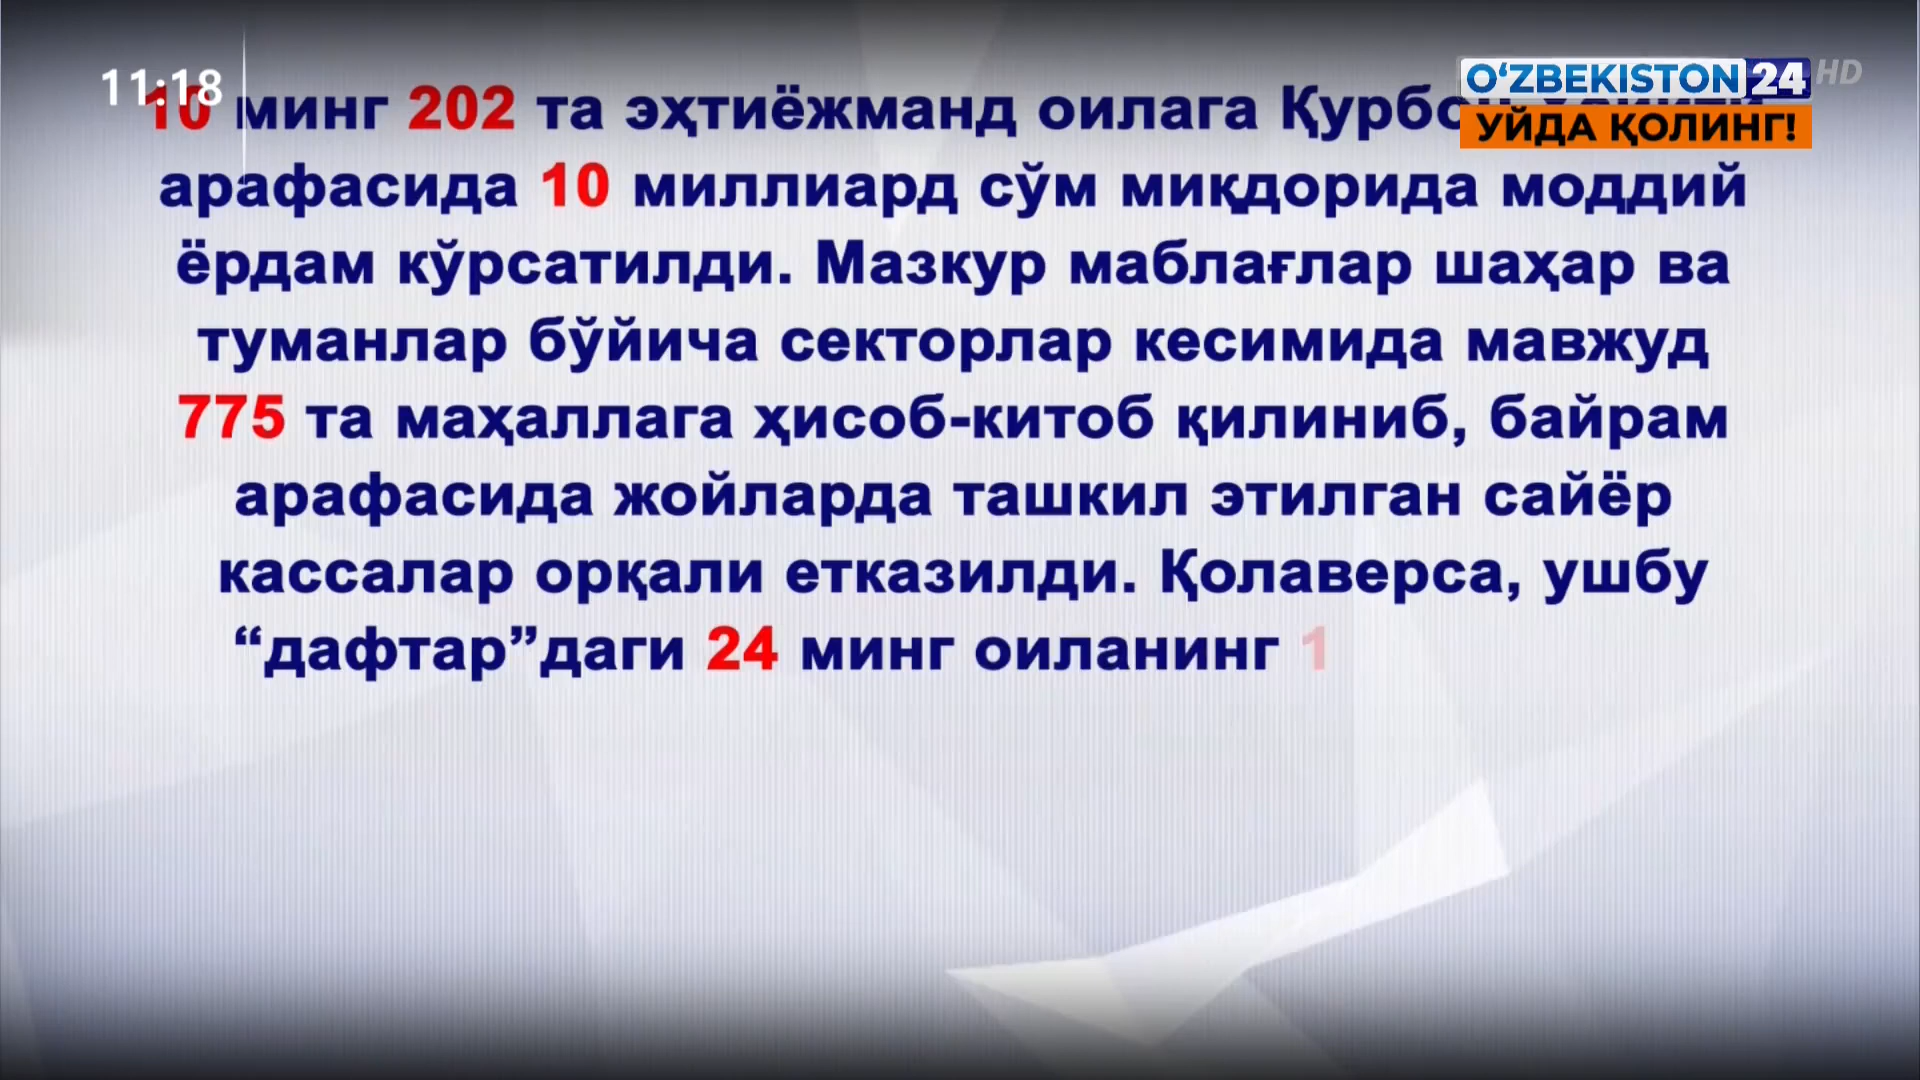 11:18
O‘ZBEKISTON 24 HD
УЙДА ҚОЛИНГ!
10 минг 202 та эҳтиёжманд оилага
арафасида 10 миллиард сўм миқдорида моддий
ёрдам кўрсатилди. Мазкур маблағлар шаҳар ва
туманлар бўйича секторлар кесимида мавжуд
775 та маҳаллага ҳисоб-китоб қилиниб, байрам
арафасида жойларда ташкил этилган сайёр
кассалар орқали етказилди. Қолаверса, ушбу
“дафтар”даги 24 минг оиланинг 1